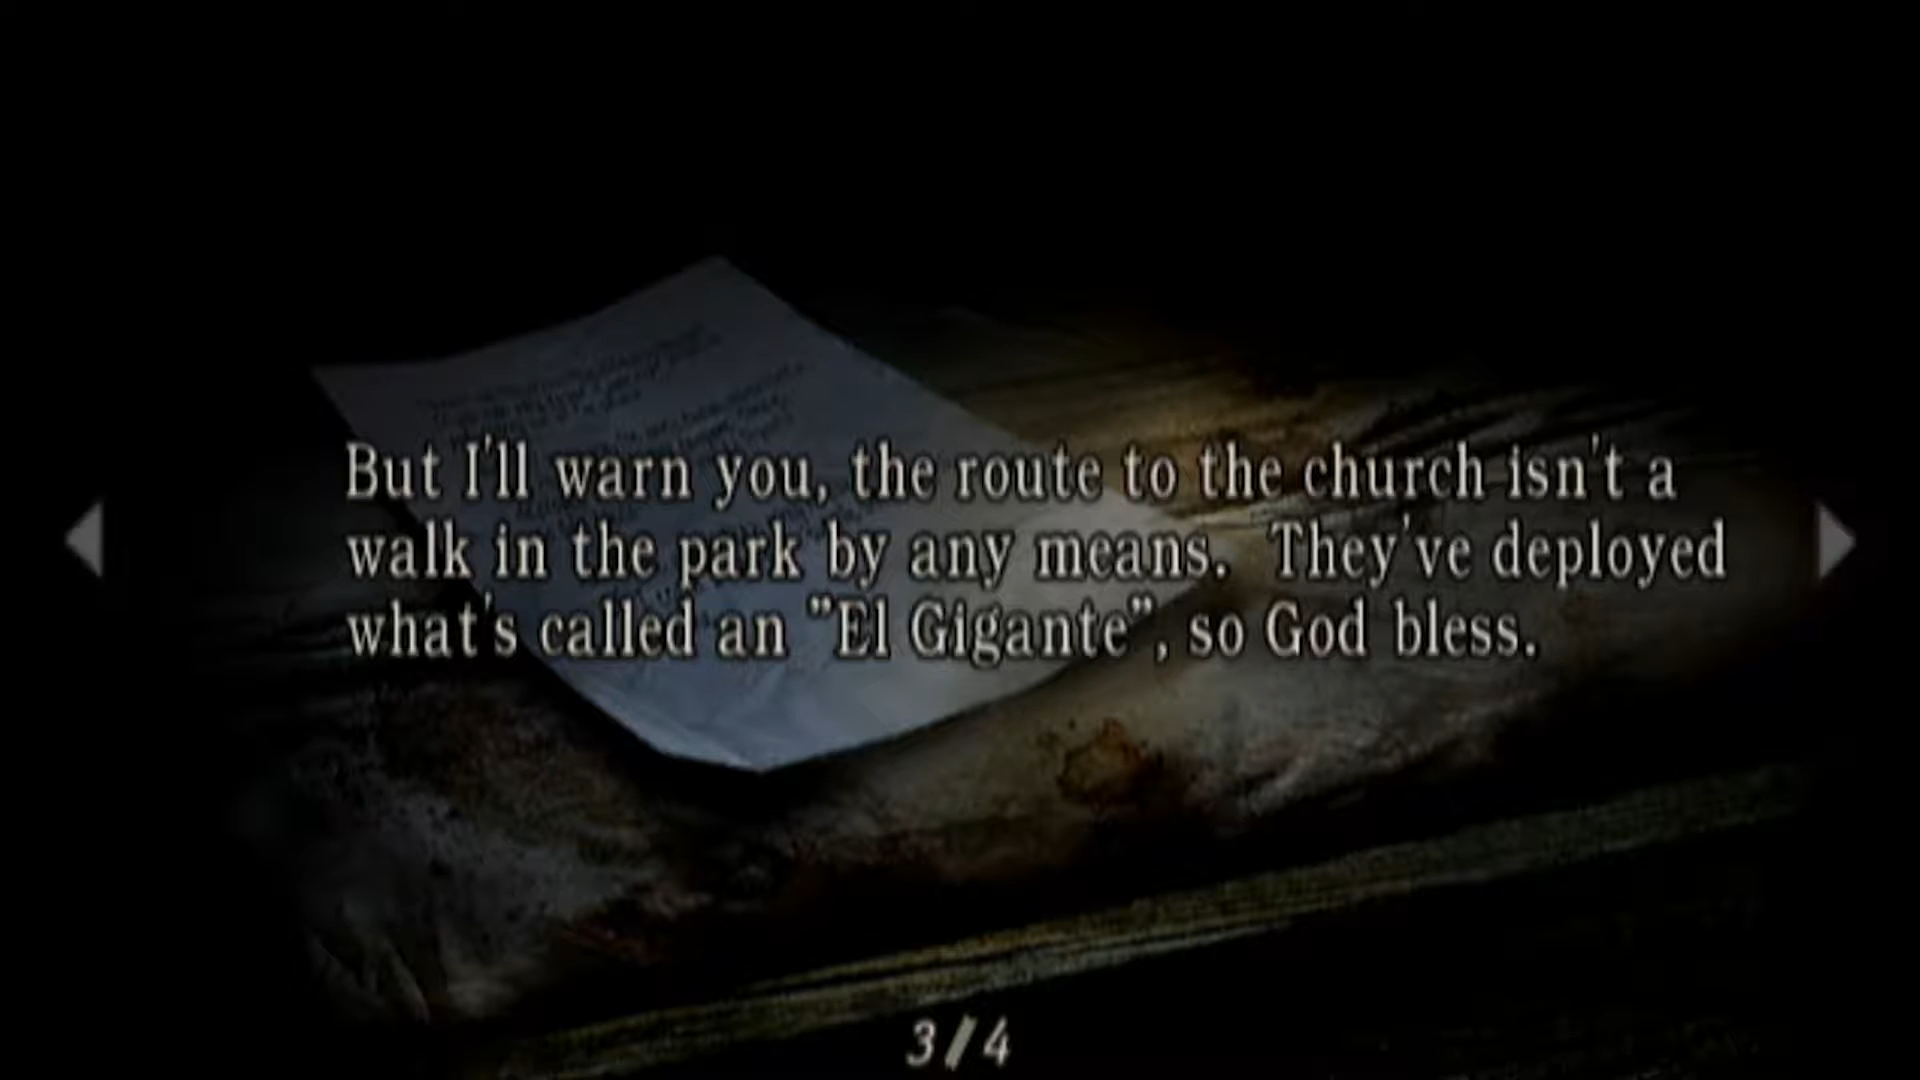 But I'll warn you, the route to the church isn't a
walk in the park by any means. They've deployed
what's called an "El Gigante", so God bless.
3/4